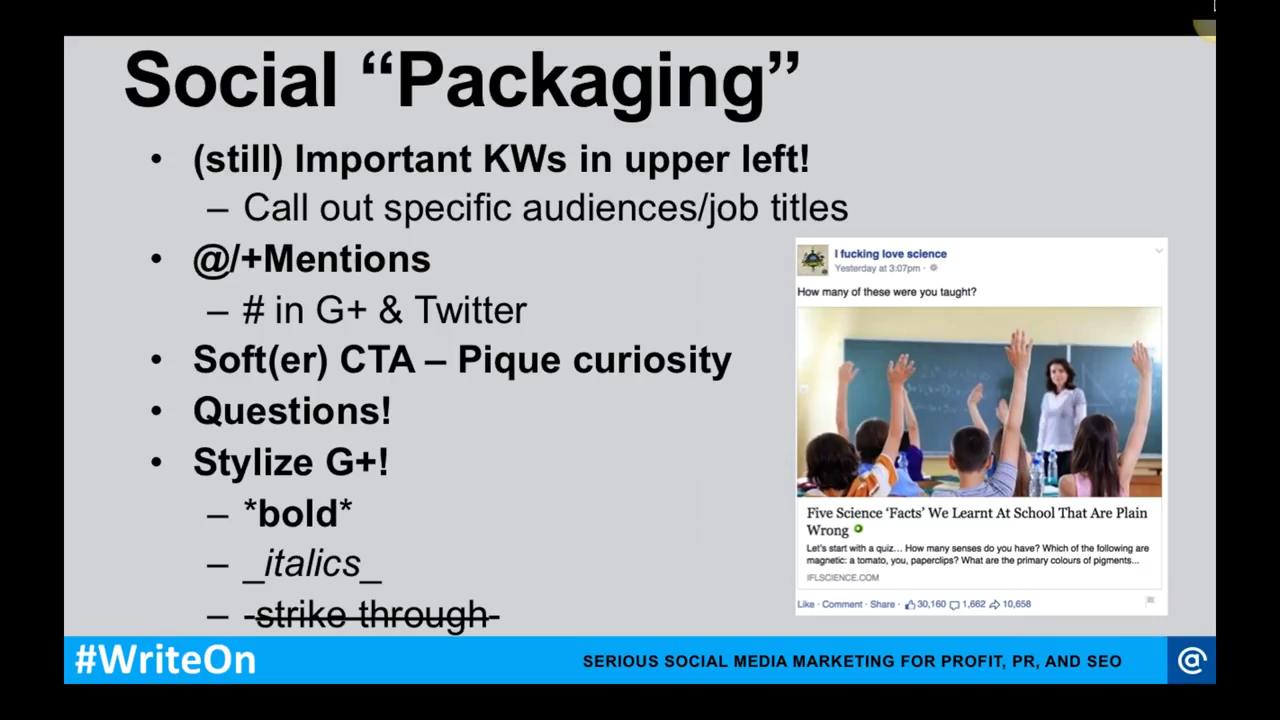 Social “Packaging”
• (still) Important KWs in upper left!
– Call out specific audiences/job titles
• @/+Mentions
– # in G+ & Twitter
• Soft(er) CTA – Pique curiosity
• Questions!
• Stylize G+!
– *bold*
– _italics_
– -strike through-
I fucking love science
Yesterday at 3:07pm ·
How many of these were you taught?
Five Science ‘Facts’ We Learnt At School That Are Plain
Wrong
Let's start with a quiz... How many senses do you have? Which of the following are
magnetic: a tomato, you, paperclips? What are the primary colours of pigments...
IFLSCIENCE.COM
Like · Comment · Share · 30,160 1,662 10,658
#WriteOn
SERIOUS SOCIAL MEDIA MARKETING FOR PROFIT, PR, AND SEO
@